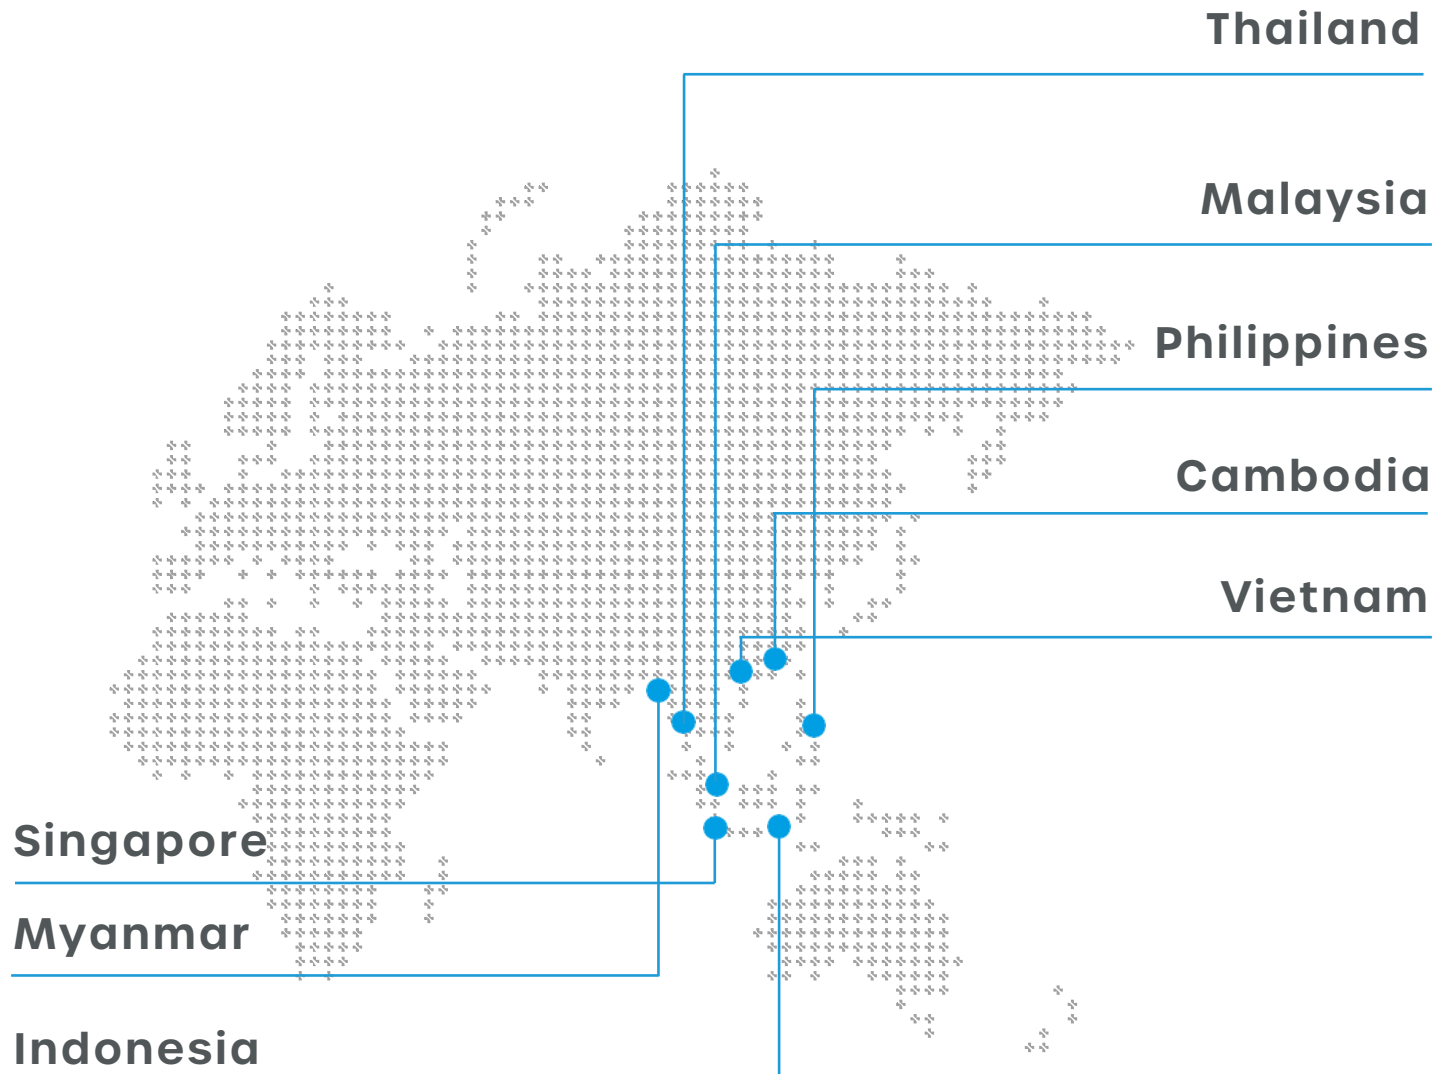 Thailand
Malaysia
Philippines
Cambodia
Vietnam
Singapore
Myanmar
Indonesia